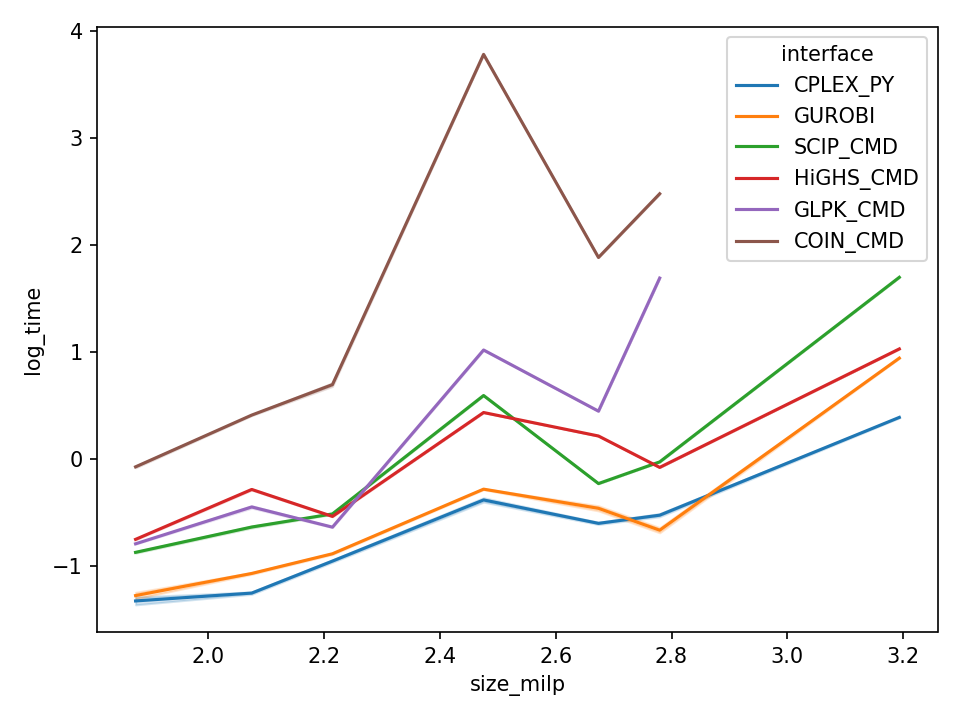 4
3
2
1
0
−1
log_time
2.0
2.2
2.4
2.6
2.8
3.0
3.2
size_milp
interface
CPLEX_PY
GUROBI
SCIP_CMD
HiGHS_CMD
GLPK_CMD
COIN_CMD